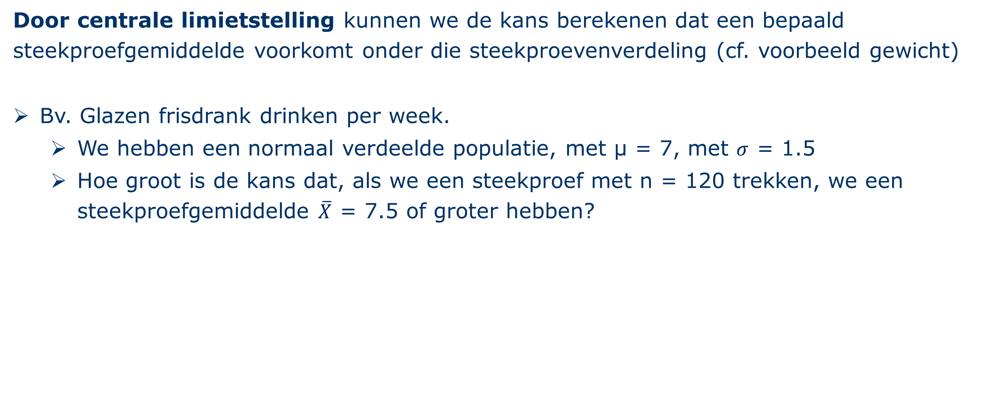 Door centrale limietstelling kunnen we de kans berekenen dat een bepaald
steekproefgemiddelde voorkomt onder die steekproevenverdeling (cf. voorbeeld gewicht)
➢ Bv. Glazen frisdrank drinken per week.
➢ We hebben een normaal verdeelde populatie, met µ = 7, met σ = 1.5
➢ Hoe groot is de kans dat, als we een steekproef met n = 120 trekken, we een
steekproefgemiddelde X̄ = 7.5 of groter hebben?